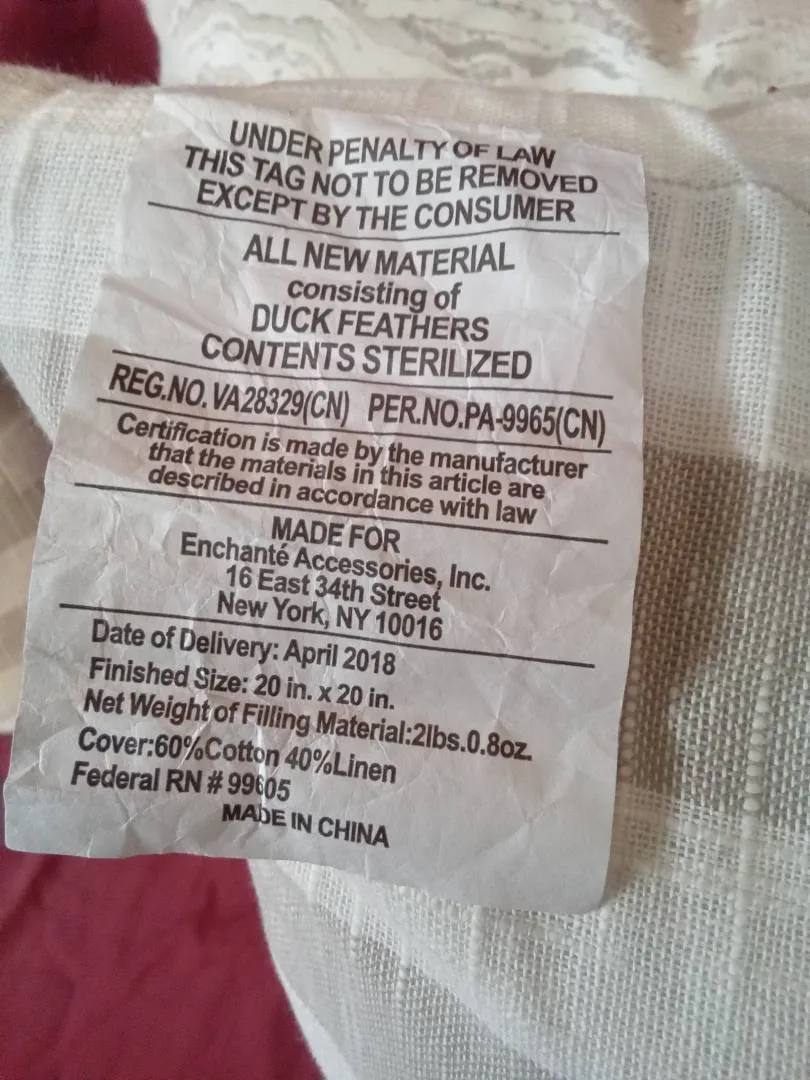 UNDER PENALTY OF LAW
THIS TAG NOT TO BE REMOVED
EXCEPT BY THE CONSUMER
ALL NEW MATERIAL
consisting of
DUCK FEATHERS
CONTENTS STERILIZED
REG.NO. VA28329(CN) PER.NO.PA-9965(CN)
Certification is made by the manufacturer
that the materials in this article are
described in accordance with law
MADE FOR
Enchanté Accessories, Inc.
16 East 34th Street
New York, NY 10016
Date of Delivery: April 2018
Finished Size: 20 in. x 20 in.
Net Weight of Filling Material:2lbs.0.8oz.
Cover:60%Cotton 40%Linen
Federal RN # 99605
MADE IN CHINA